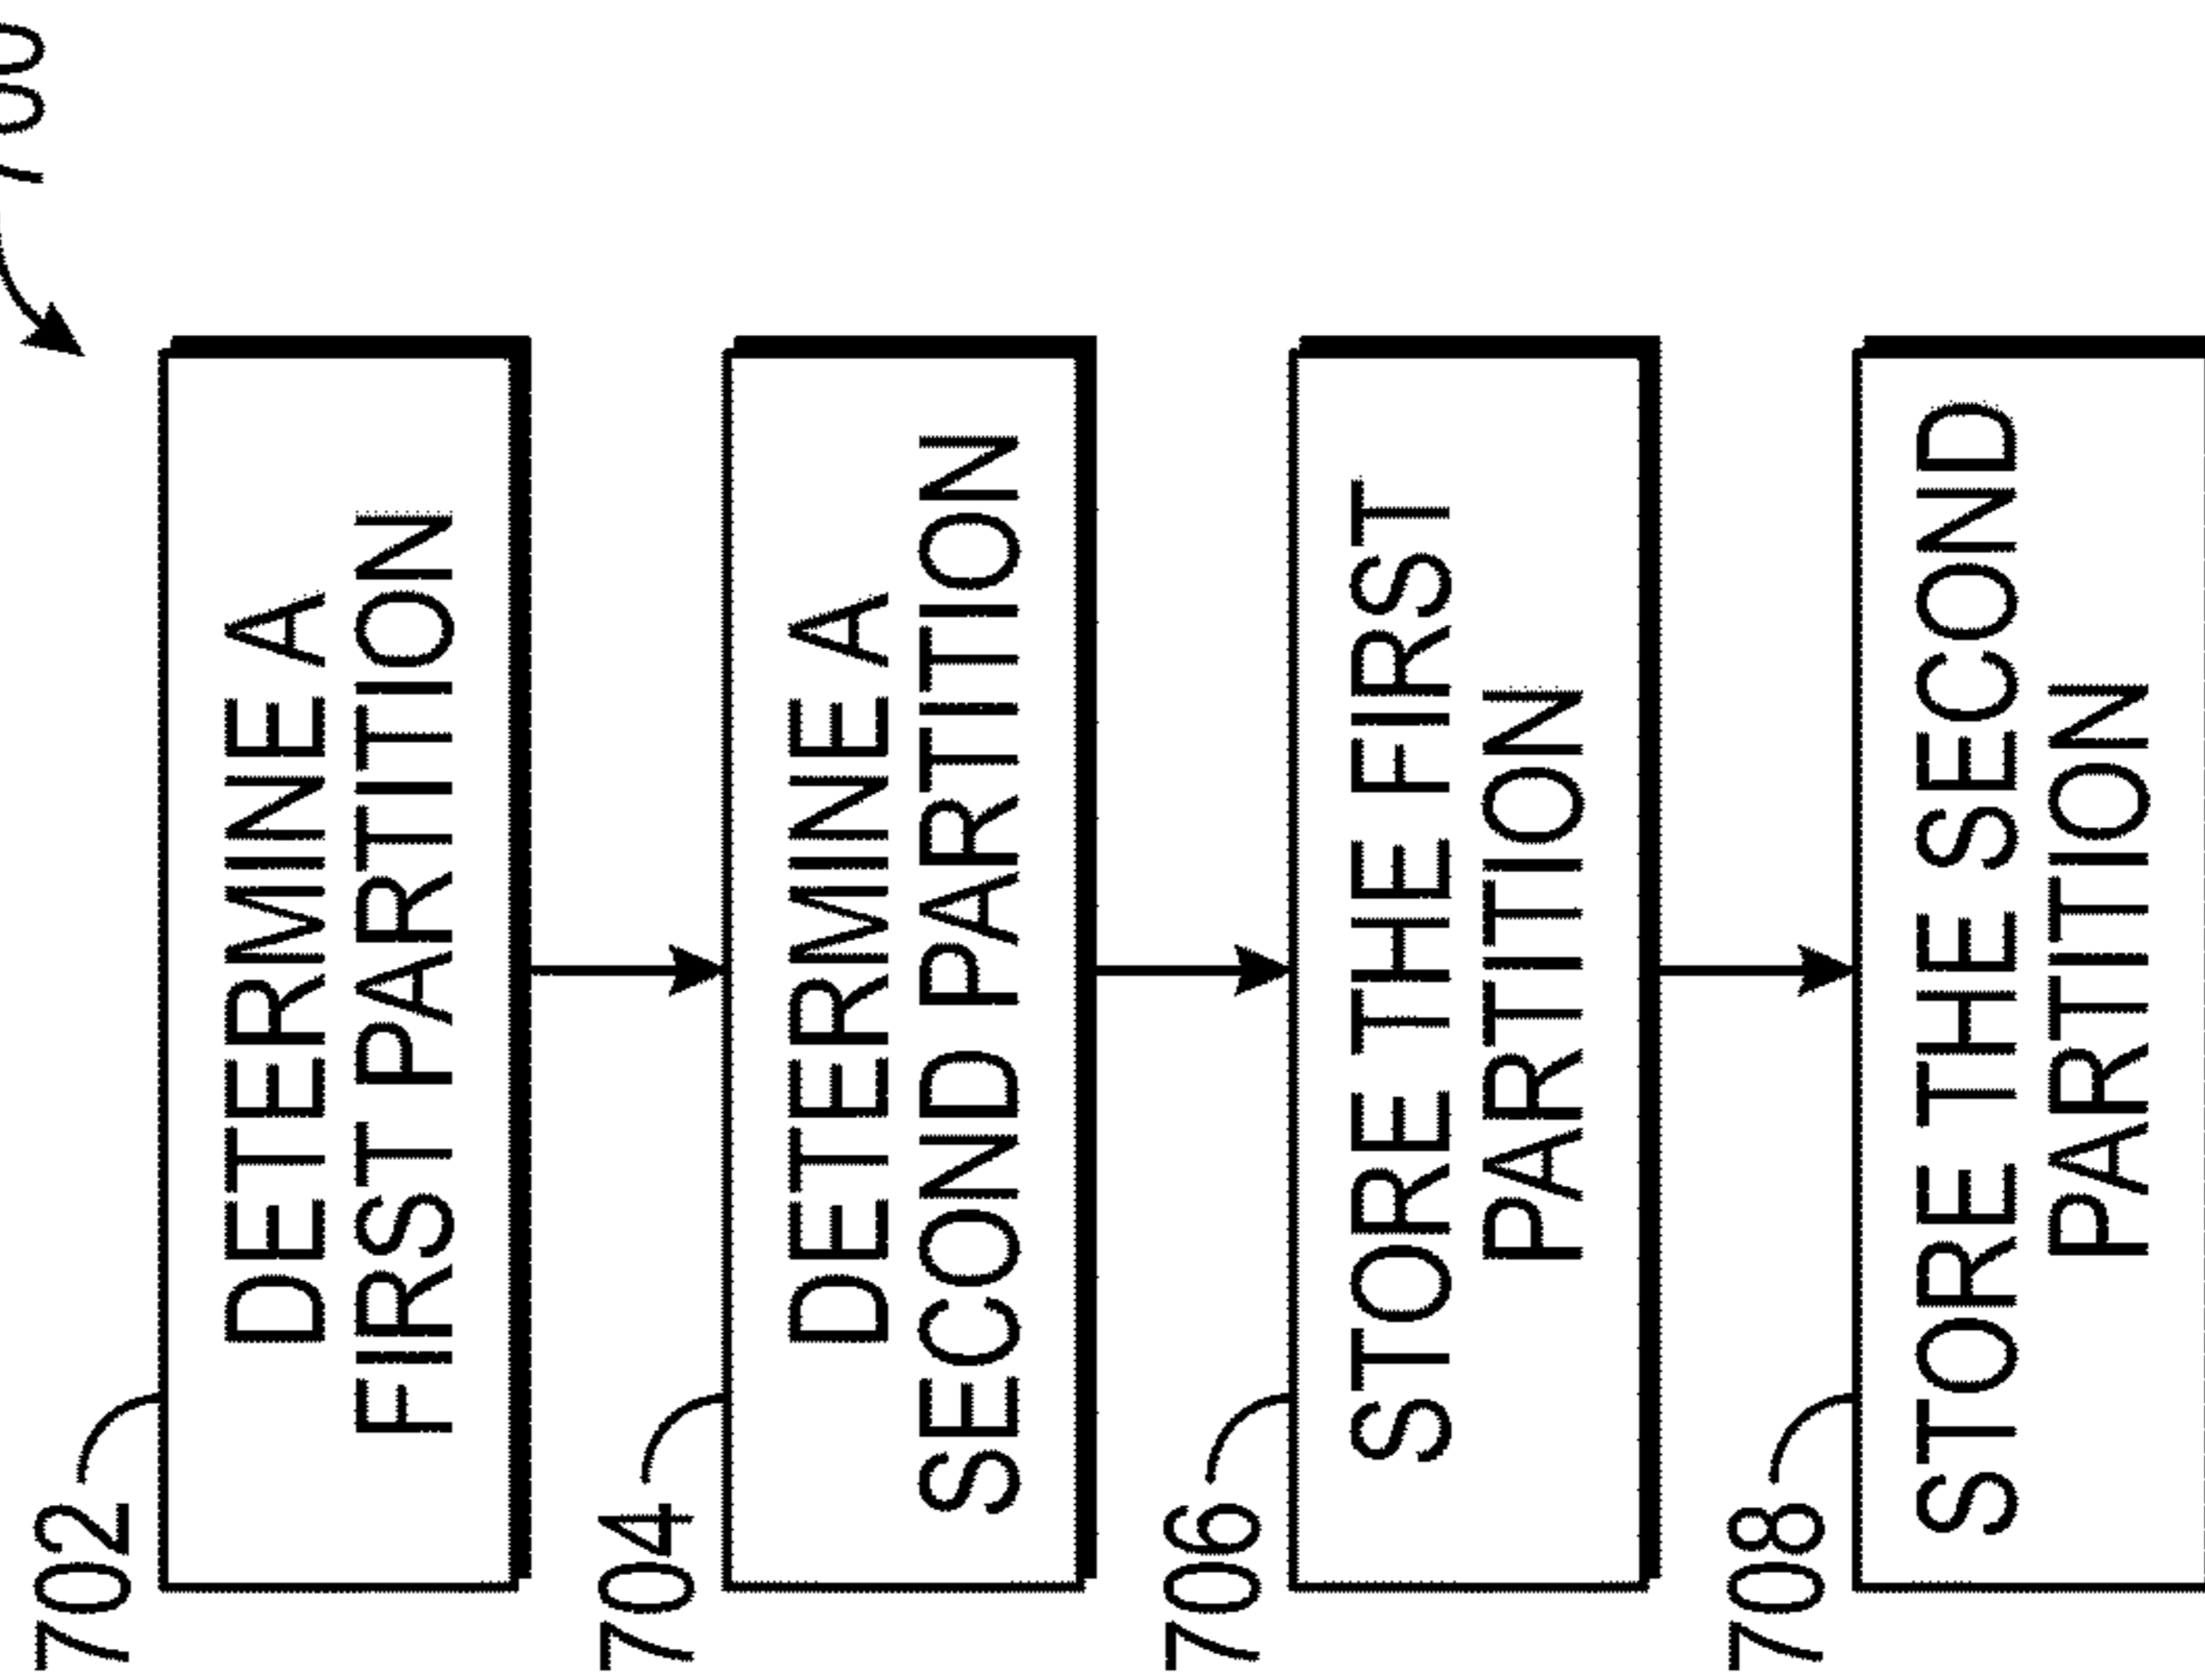 700
702
DETERMINE A
FIRST PARTITION
704
DETERMINE A
SECOND PARTITION
706
STORE THE FIRST
PARTITION
708
STORE THE SECOND
PARTITION